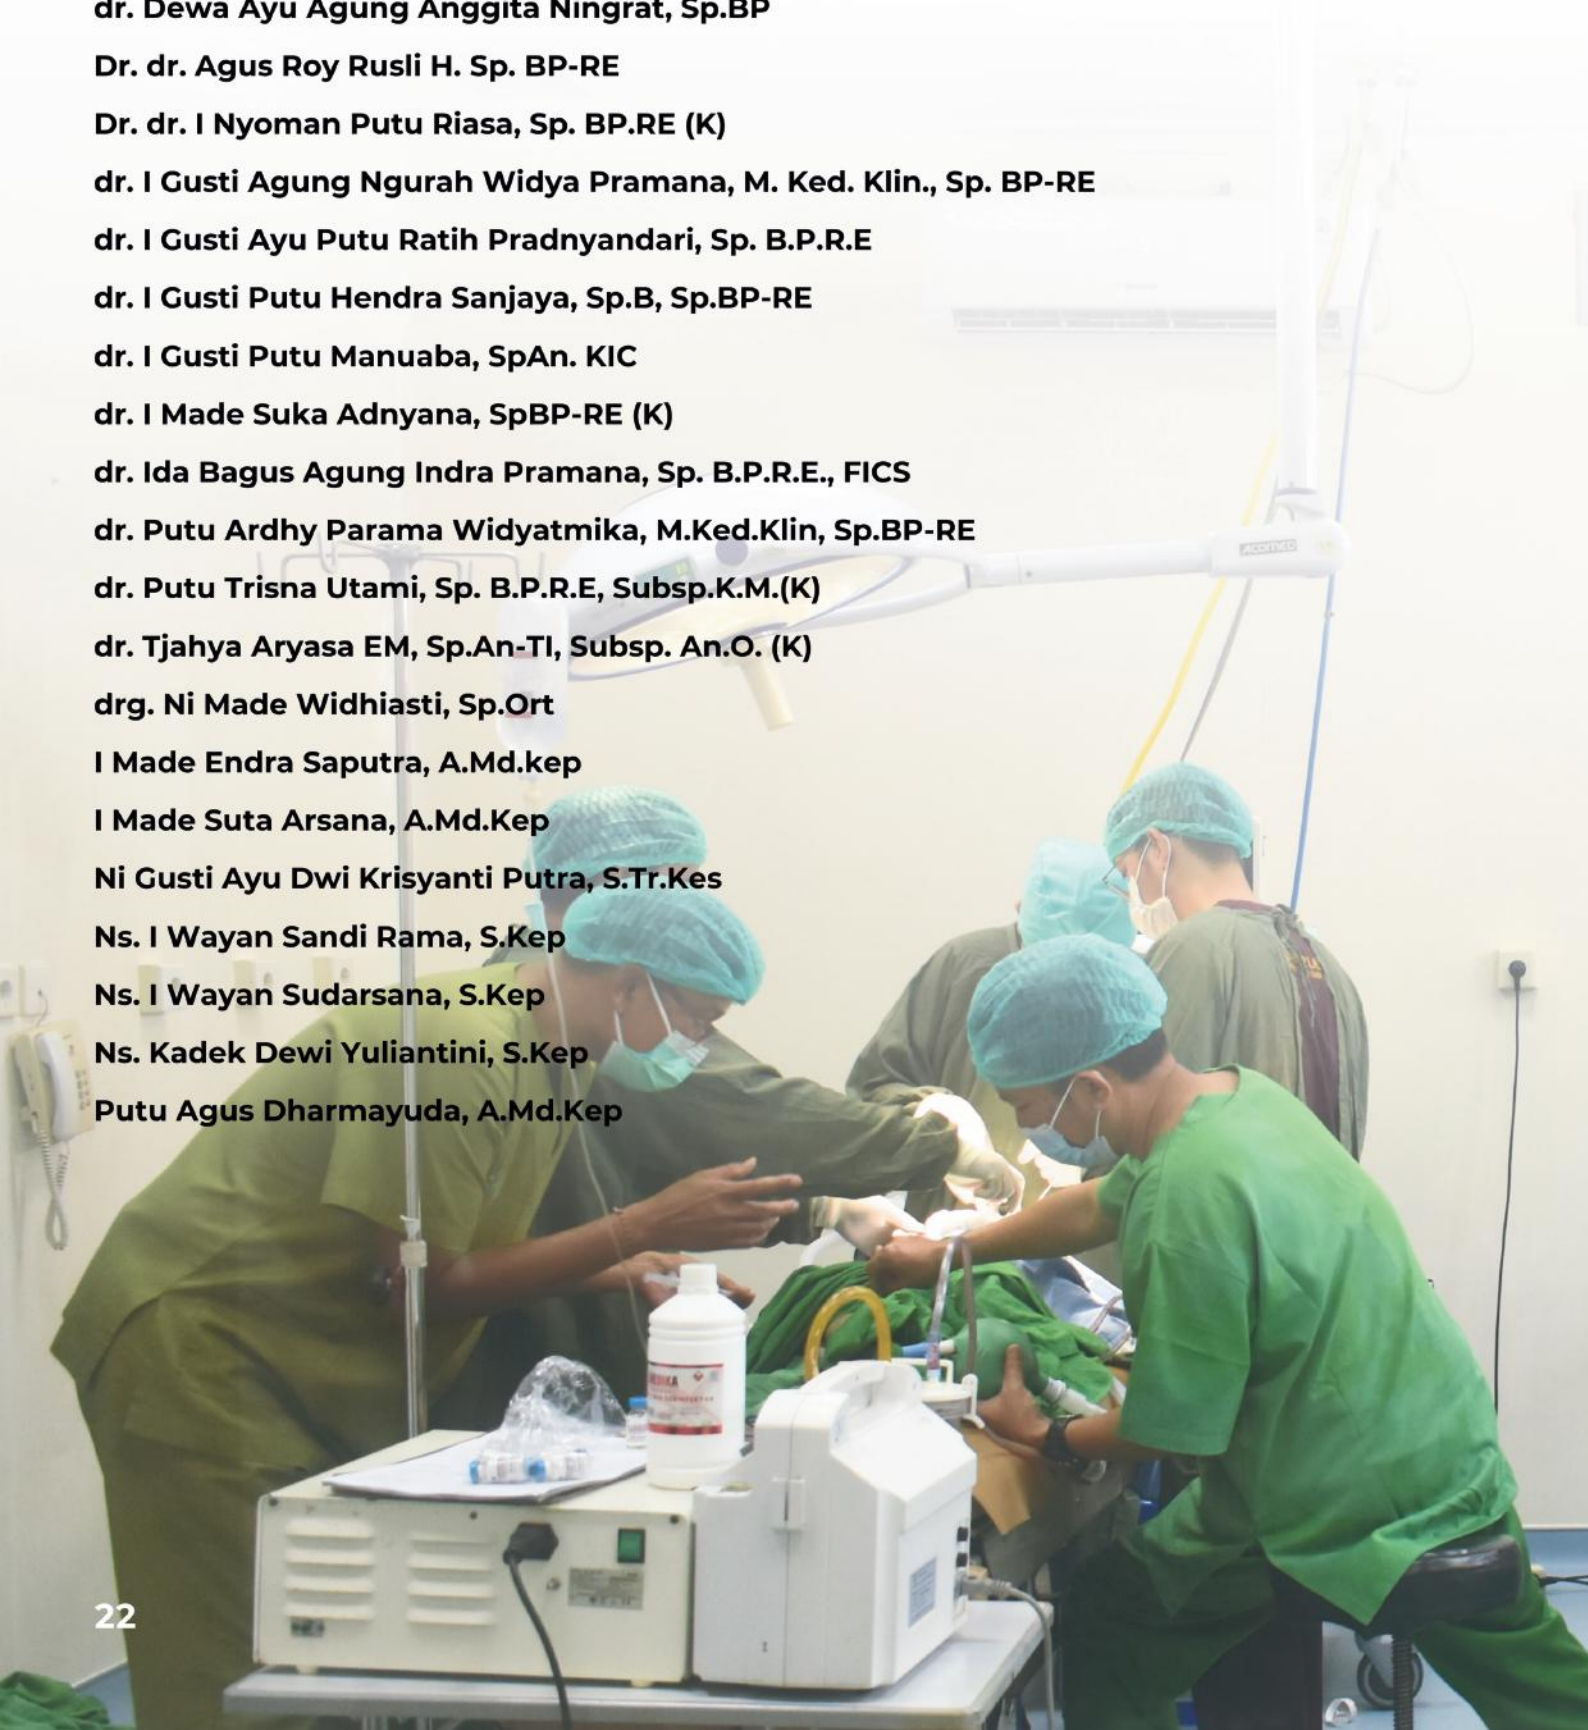 dr. Dewa Ayu Agung Anggita Ningrat, Sp.BP
Dr. dr. Agus Roy Rusli H. Sp. BP-RE
Dr. dr. I Nyoman Putu Riasa, Sp. BP.RE (K)
dr. I Gusti Agung Ngurah Widya Pramana, M. Ked. Klin., Sp. BP-RE
dr. I Gusti Ayu Putu Ratih Pradnyandari, Sp. B.P.R.E
dr. I Gusti Putu Hendra Sanjaya, Sp.B, Sp.BP-RE
dr. I Gusti Putu Manuaba, SpAn. KIC
dr. I Made Suka Adnyana, SpBP-RE (K)
dr. Ida Bagus Agung Indra Pramana, Sp. B.P.R.E., FICS
dr. Putu Ardhy Parama Widyatmika, M.Ked.Klin, Sp.BP-RE
dr. Putu Trisna Utami, Sp. B.P.R.E, Subsp.K.M.(K)
dr. Tjahya Aryasa EM, Sp.An-TI, Subsp. An.O. (K)
drg. Ni Made Widhiasti, Sp.Ort
I Made Endra Saputra, A.Md.kep
I Made Suta Arsana, A.Md.Kep
Ni Gusti Ayu Dwi Krisyanti Putra, S.Tr.Kes
Ns. I Wayan Sandi Rama, S.Kep
Ns. I Wayan Sudarsana, S.Kep
Ns. Kadek Dewi Yuliantini, S.Kep
Putu Agus Dharmayuda, A.Md.Kep
22